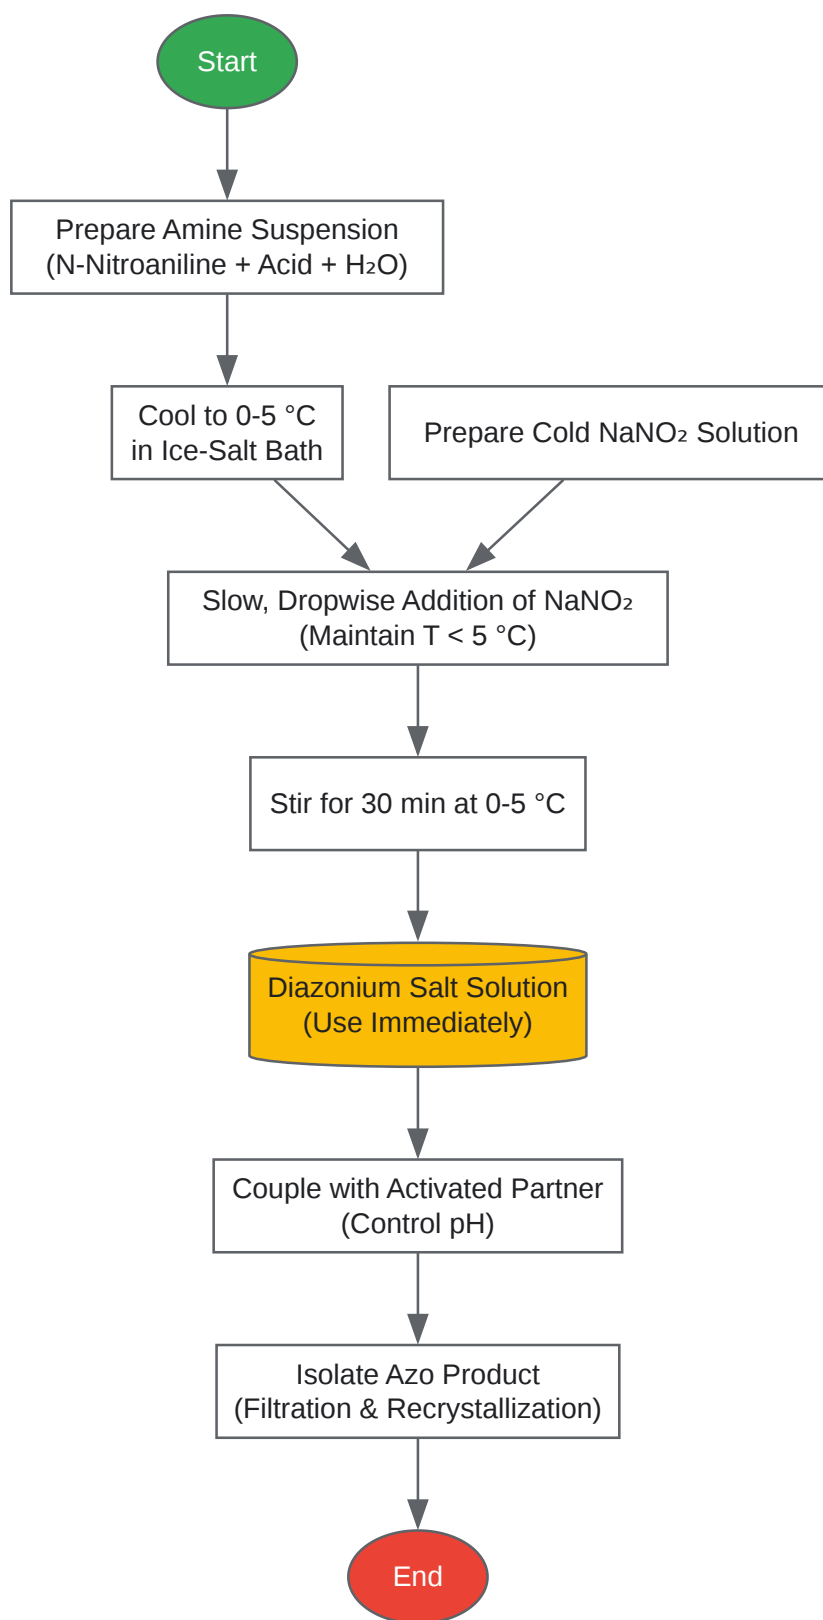 Start
Prepare Amine Suspension
(N-Nitroaniline + Acid + H₂O)
Cool to 0-5 °C
in Ice-Salt Bath
Prepare Cold NaNO₂ Solution
Slow, Dropwise Addition of NaNO₂
(Maintain T < 5 °C)
Stir for 30 min at 0-5 °C
Diazonium Salt Solution
(Use Immediately)
Couple with Activated Partner
(Control pH)
Isolate Azo Product
(Filtration & Recrystallization)
End